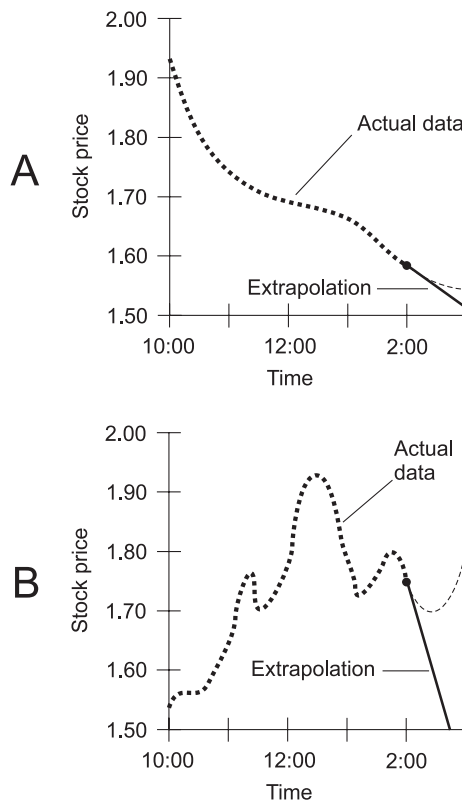 A
Stock price
2.00
1.90
1.80
1.70
1.60
1.50
Actual data
Extrapolation
10:00 12:00 2:00
Time
B
Stock price
2.00
1.90
1.80
1.70
1.60
1.50
Actual
data
Extrapolation
10:00 12:00 2:00
Time